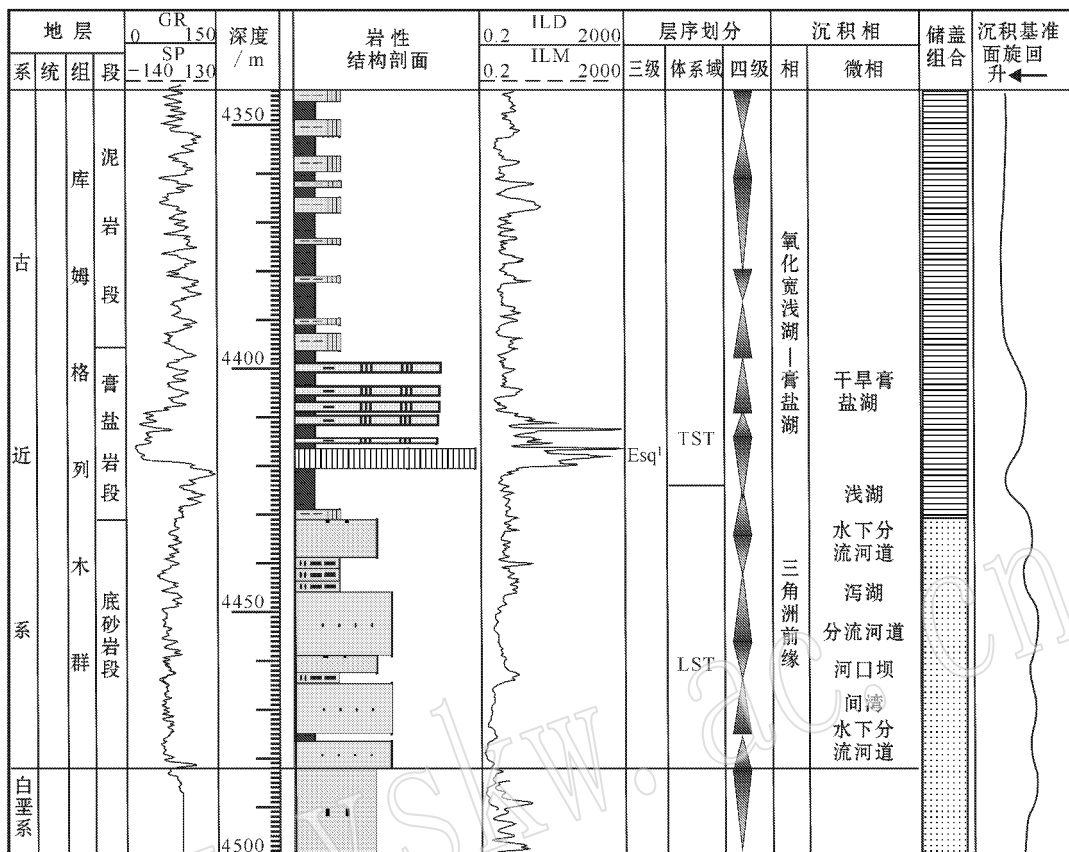 地层
GR
0 150
SP
-140 130
深度
/ m
岩性
结构剖面
ILD
0.2 2000
ILM
0.2 2000
层序划分
沉积相
储盖
组合
沉积基准
面旋回
升
系 统 组 段
三级 体系域 四级 相 微相
古近系
白垩系
库姆格列木群
泥岩段
膏盐岩段
底砂岩段
4350
4400
4450
4500
Esq¹
TST
LST
氧化宽浅湖—膏盐湖
三角洲前缘
干旱膏
盐湖
浅湖
水下分
流河道
泻湖
分流河道
河口坝
间湾
水下分
流河道
vskw.ac.cn